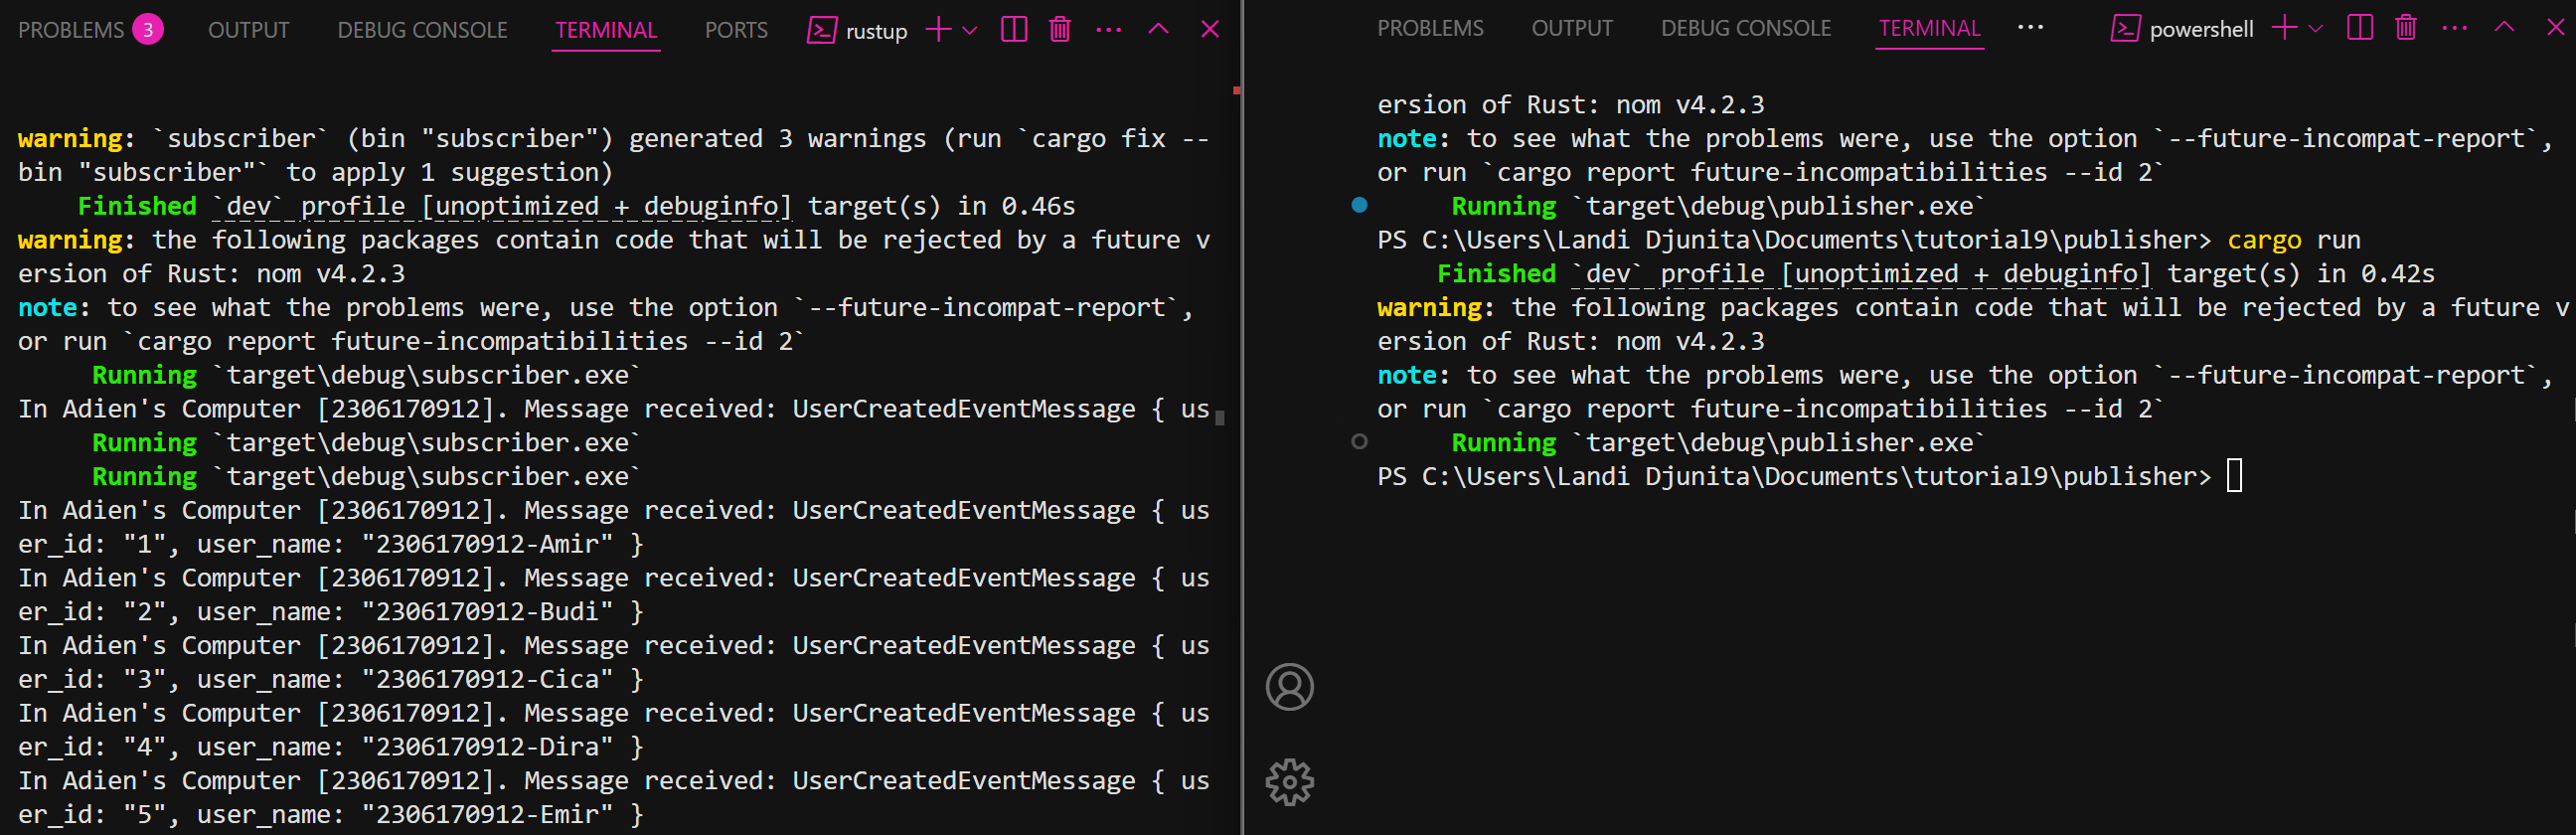 PROBLEMS 3 OUTPUT DEBUG CONSOLE TERMINAL PORTS rustup
warning: `subscriber` (bin "subscriber") generated 3 warnings (run `cargo fix --
bin "subscriber"` to apply 1 suggestion)
Finished `dev` profile [unoptimized + debuginfo] target(s) in 0.46s
warning: the following packages contain code that will be rejected by a future v
ersion of Rust: nom v4.2.3
note: to see what the problems were, use the option `--future-incompat-report`,
or run `cargo report future-incompatibilities --id 2`
Running `target\debug\subscriber.exe`
In Adien's Computer [2306170912]. Message received: UserCreatedEventMessage { us
Running `target\debug\subscriber.exe`
Running `target\debug\subscriber.exe`
In Adien's Computer [2306170912]. Message received: UserCreatedEventMessage { us
er_id: "1", user_name: "2306170912-Amir" }
In Adien's Computer [2306170912]. Message received: UserCreatedEventMessage { us
er_id: "2", user_name: "2306170912-Budi" }
In Adien's Computer [2306170912]. Message received: UserCreatedEventMessage { us
er_id: "3", user_name: "2306170912-Cica" }
In Adien's Computer [2306170912]. Message received: UserCreatedEventMessage { us
er_id: "4", user_name: "2306170912-Dira" }
In Adien's Computer [2306170912]. Message received: UserCreatedEventMessage { us
er_id: "5", user_name: "2306170912-Emir" }
PROBLEMS OUTPUT DEBUG CONSOLE TERMINAL ··· powershell
ersion of Rust: nom v4.2.3
note: to see what the problems were, use the option `--future-incompat-report`,
or run `cargo report future-incompatibilities --id 2`
Running `target\debug\publisher.exe`
PS C:\Users\Landi Djunita\Documents\tutorial9\publisher> cargo run
Finished `dev` profile [unoptimized + debuginfo] target(s) in 0.42s
warning: the following packages contain code that will be rejected by a future v
ersion of Rust: nom v4.2.3
note: to see what the problems were, use the option `--future-incompat-report`,
or run `cargo report future-incompatibilities --id 2`
Running `target\debug\publisher.exe`
PS C:\Users\Landi Djunita\Documents\tutorial9\publisher>